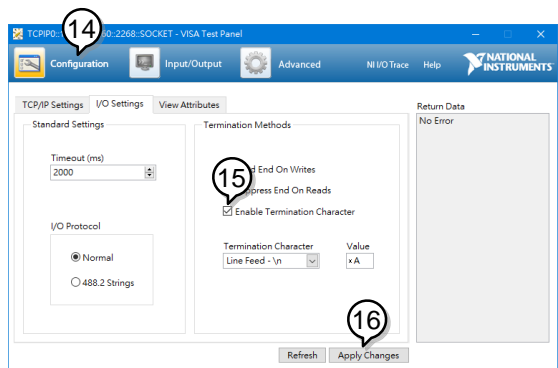 TCPIP0::1 50::2268::SOCKET - VISA Test Panel
14
Configuration
Input/Output
Advanced
NI I/O Trace
Help
NATIONAL
INSTRUMENTS
TCP/IP Settings
I/O Settings
View Attributes
Return Data
Standard Settings
Termination Methods
No Error
Timeout (ms)
2000
End On Writes
15
End On Reads
Enable Termination Character
I/O Protocol
Termination Character
Value
Normal
Line Feed - \n
xA
488.2 Strings
16
Refresh
Apply Changes